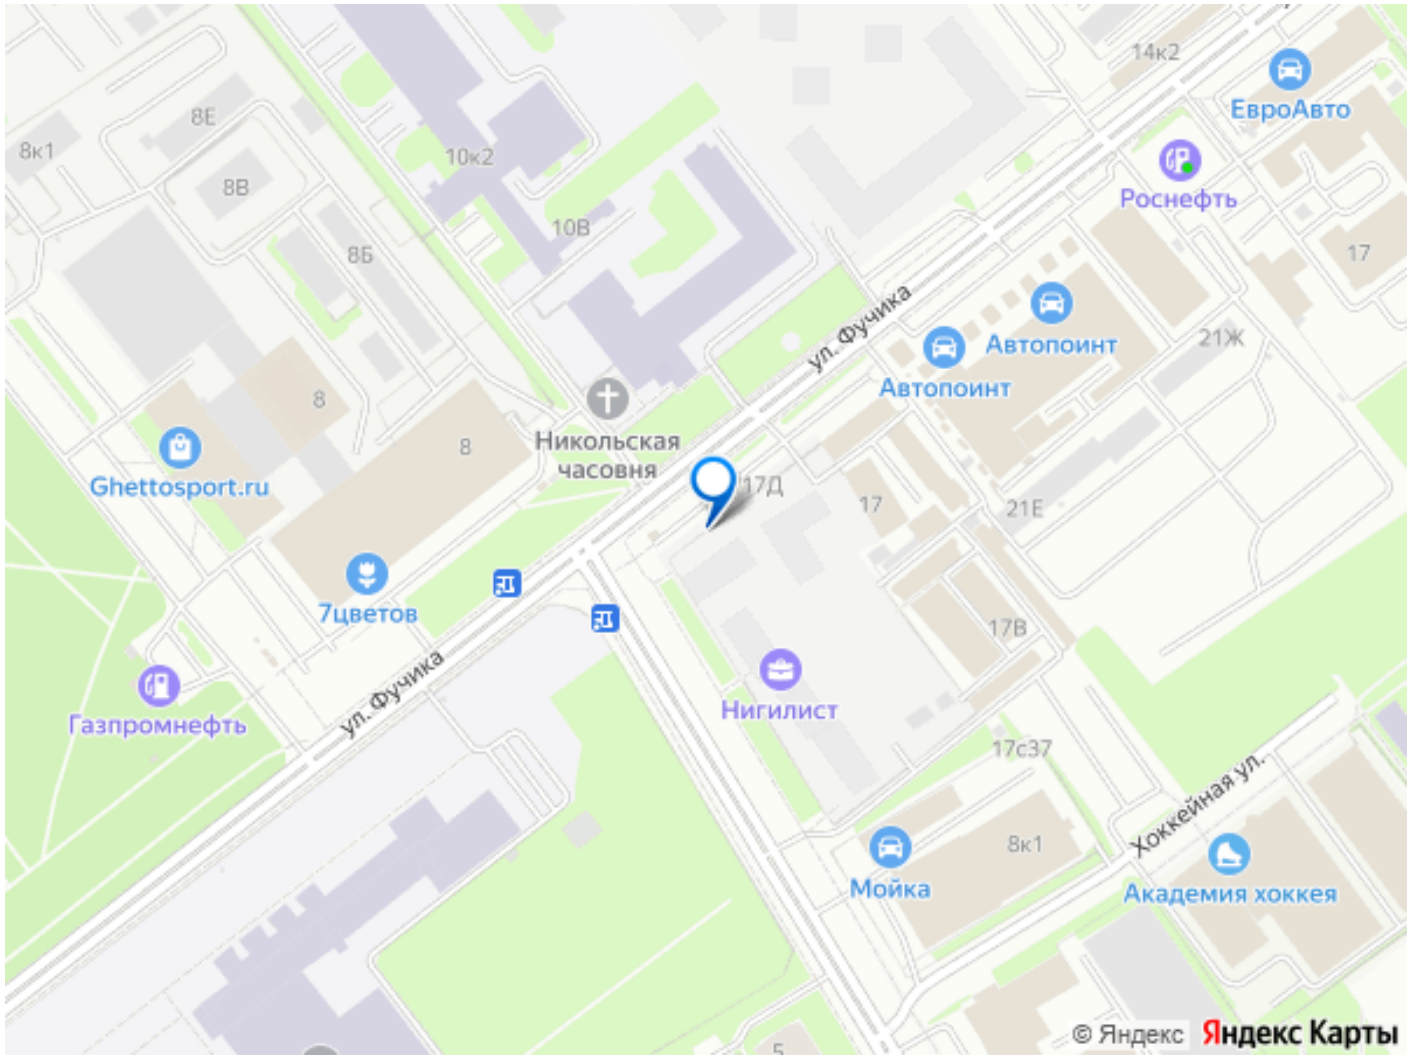 14к2
ЕвроАвто
8Е
8к1
10к2
Роснефть
8В
10В
8Б
17
ул. Фучика
Автопоинт
21Ж
Автопоинт
8
Никольская
часовня
8
Ghettosport.ru
17Д
17
21Е
7цветов
17В
ул. Фучика
Нигилист
Газпромнефть
17с37
Хоккейная ул.
8к1
Мойка
Академия хоккея
5
© Яндекс Яндекс Карты